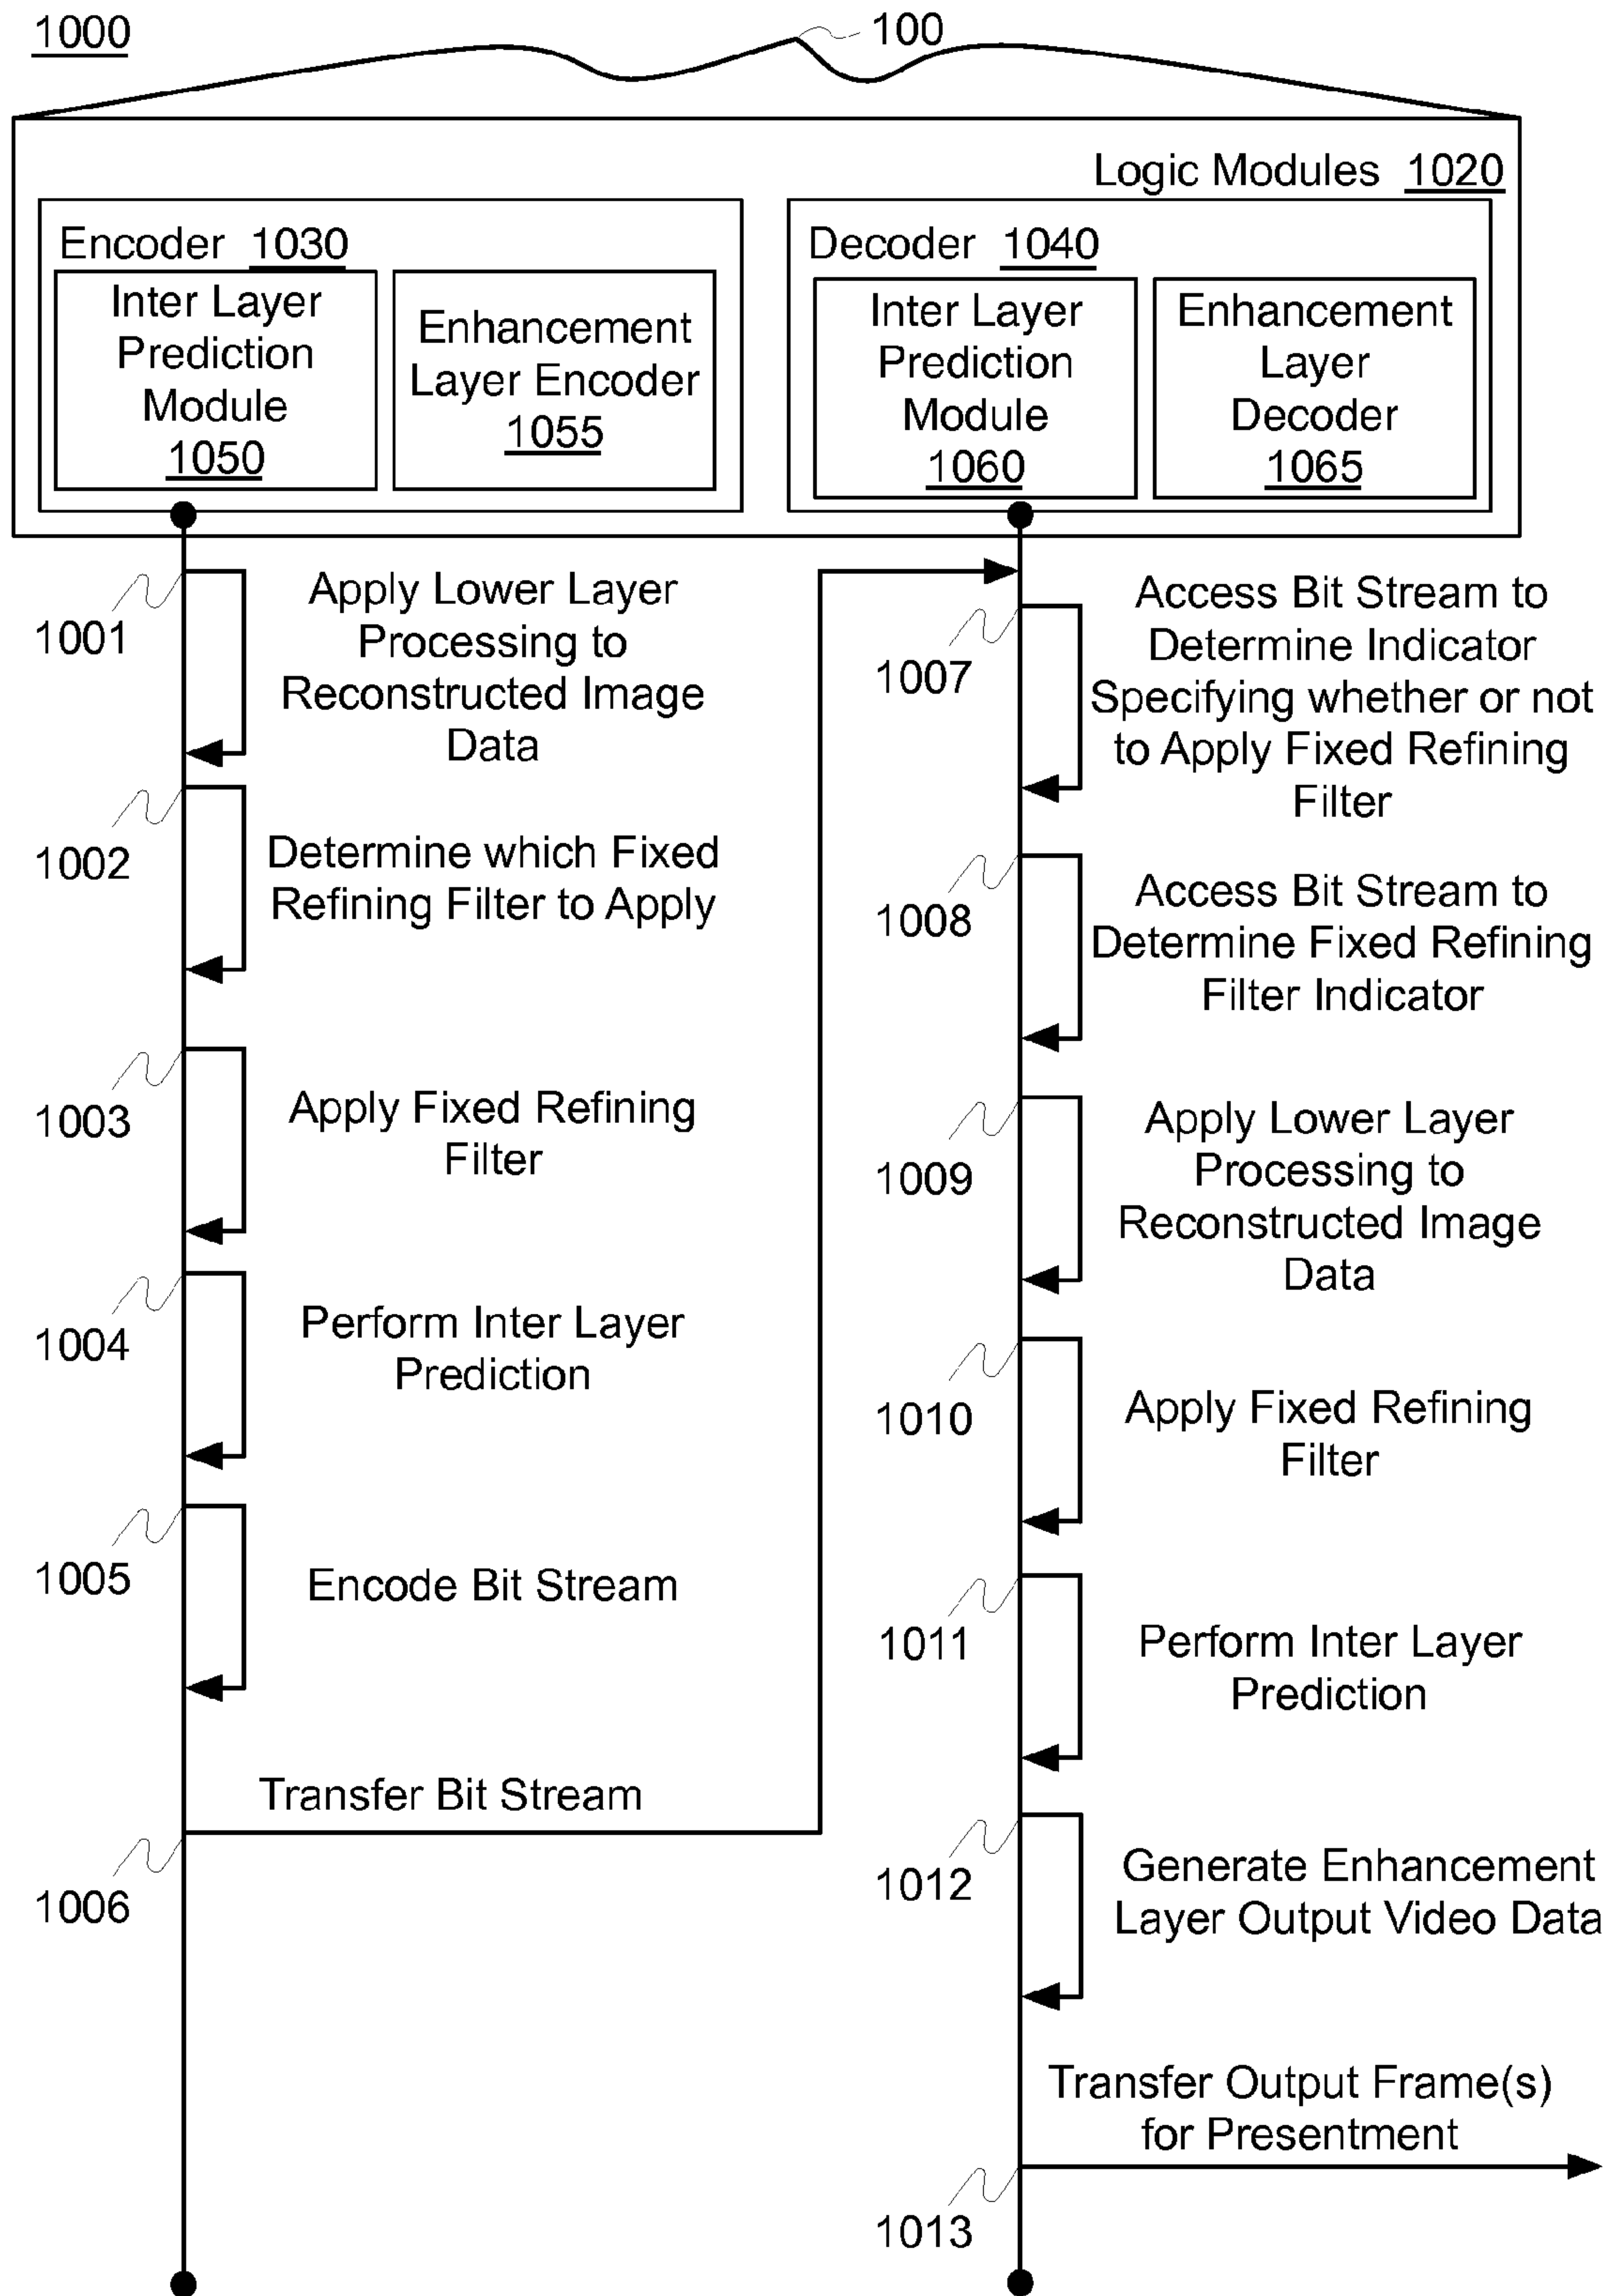 1000
100
Logic Modules 1020
Encoder 1030
Inter Layer
Prediction
Module
1050
Enhancement
Layer Encoder
1055
Decoder 1040
Inter Layer
Prediction
Module
1060
Enhancement
Layer
Decoder
1065
1001
Apply Lower Layer
Processing to
Reconstructed Image
Data
1002
Determine which Fixed
Refining Filter to Apply
1003
Apply Fixed Refining
Filter
1004
Perform Inter Layer
Prediction
1005
Encode Bit Stream
Transfer Bit Stream
1006
1007
Access Bit Stream to
Determine Indicator
Specifying whether or not
to Apply Fixed Refining
Filter
1008
Access Bit Stream to
Determine Fixed Refining
Filter Indicator
1009
Apply Lower Layer
Processing to
Reconstructed Image
Data
1010
Apply Fixed Refining
Filter
1011
Perform Inter Layer
Prediction
1012
Generate Enhancement
Layer Output Video Data
Transfer Output Frame(s)
for Presentment
1013